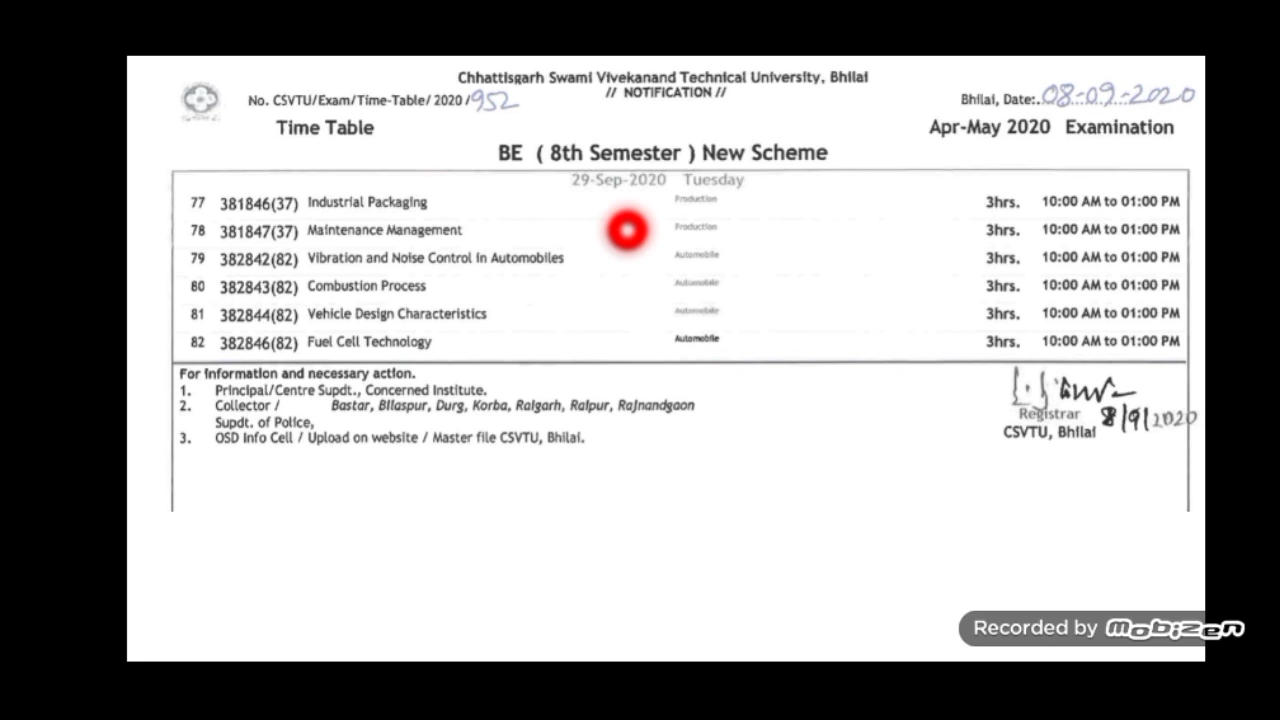 Chhattisgarh Swami Vivekanand Technical University, Bhilai
// NOTIFICATION //
No. CSVTU/Exam/Time-Table/ 2020 /952
Bhilai, Date:. 08-09-2020
Time Table
Apr-May 2020 Examination
BE ( 8th Semester ) New Scheme
29-Sep-2020 Tuesday
77 381846(37) Industrial Packaging Production 3hrs. 10:00 AM to 01:00 PM
78 381847(37) Maintenance Management Production 3hrs. 10:00 AM to 01:00 PM
79 382842(82) Vibration and Noise Control in Automobiles Automobile 3hrs. 10:00 AM to 01:00 PM
80 382843(82) Combustion Process Automobile 3hrs. 10:00 AM to 01:00 PM
81 382844(82) Vehicle Design Characteristics Automobile 3hrs. 10:00 AM to 01:00 PM
82 382846(82) Fuel Cell Technology Automobile 3hrs. 10:00 AM to 01:00 PM
For information and necessary action.
1. Principal/Centre Supdt., Concerned Institute.
2. Collector / Bastar, Bilaspur, Durg, Korba, Raigarh, Raipur, Rajnandgaon
Supdt. of Police,
3. OSD Info Cell / Upload on website / Master file CSVTU, Bhilai.
Registrar 8/9/2020
CSVTU, Bhilai
Recorded by mobizen